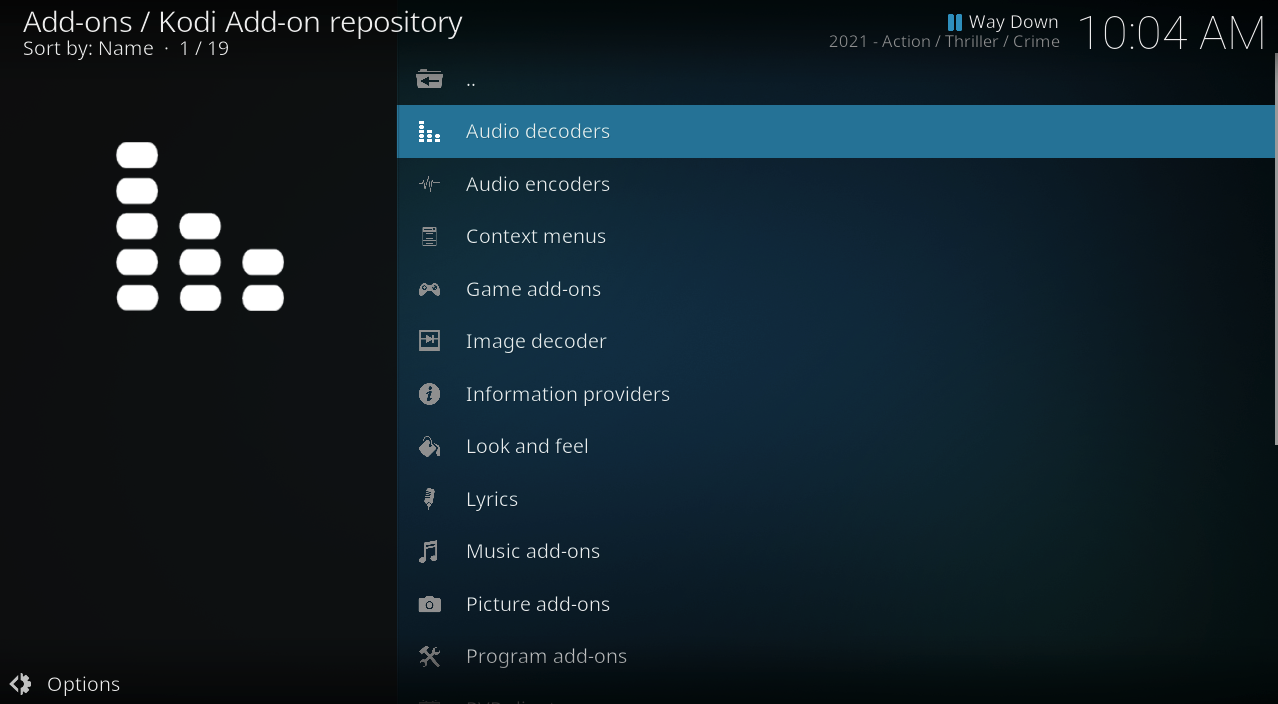 Add-ons / Kodi Add-on repository
Sort by: Name · 1 / 19
Way Down
2021 - Action / Thriller / Crime
10:04 AM
..
Audio decoders
Audio encoders
Context menus
Game add-ons
Image decoder
Information providers
Look and feel
Lyrics
Music add-ons
Picture add-ons
Program add-ons
Options